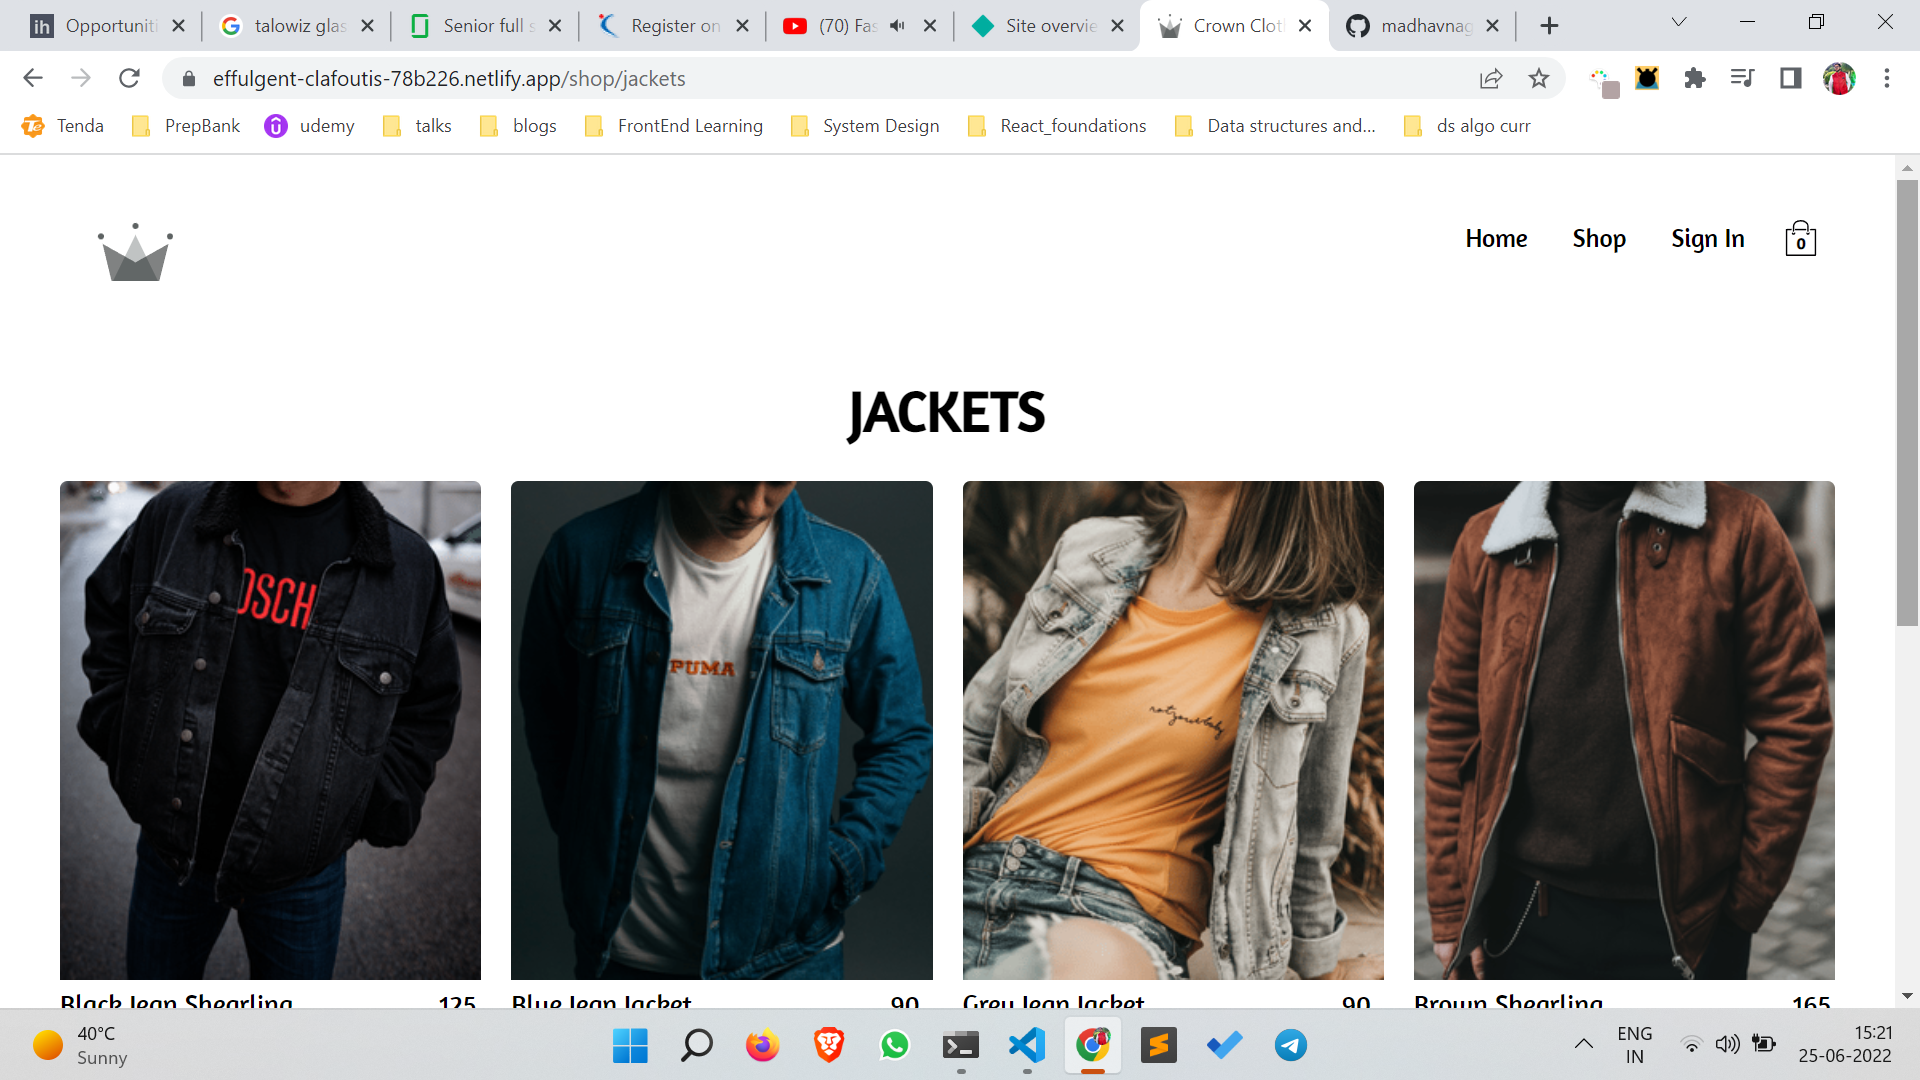 Opportuniti
talowiz glas
Senior full s
Register on
(70) Fas
Site overvie
Crown Clot
madhavnag
effulgent-clafoutis-78b226.netlify.app/shop/jackets
Tenda
PrepBank
udemy
talks
blogs
FrontEnd Learning
System Design
React_foundations
Data structures and...
ds algo curr
Home
Shop
Sign In
0
JACKETS
OSCH
PUMA
notyourbaby
Black Jean Shearling
125
Blue Jean Jacket
90
Grey Jean Jacket
90
Brown Shearling
165
40°C
Sunny
ENG
IN
15:21
25-06-2022